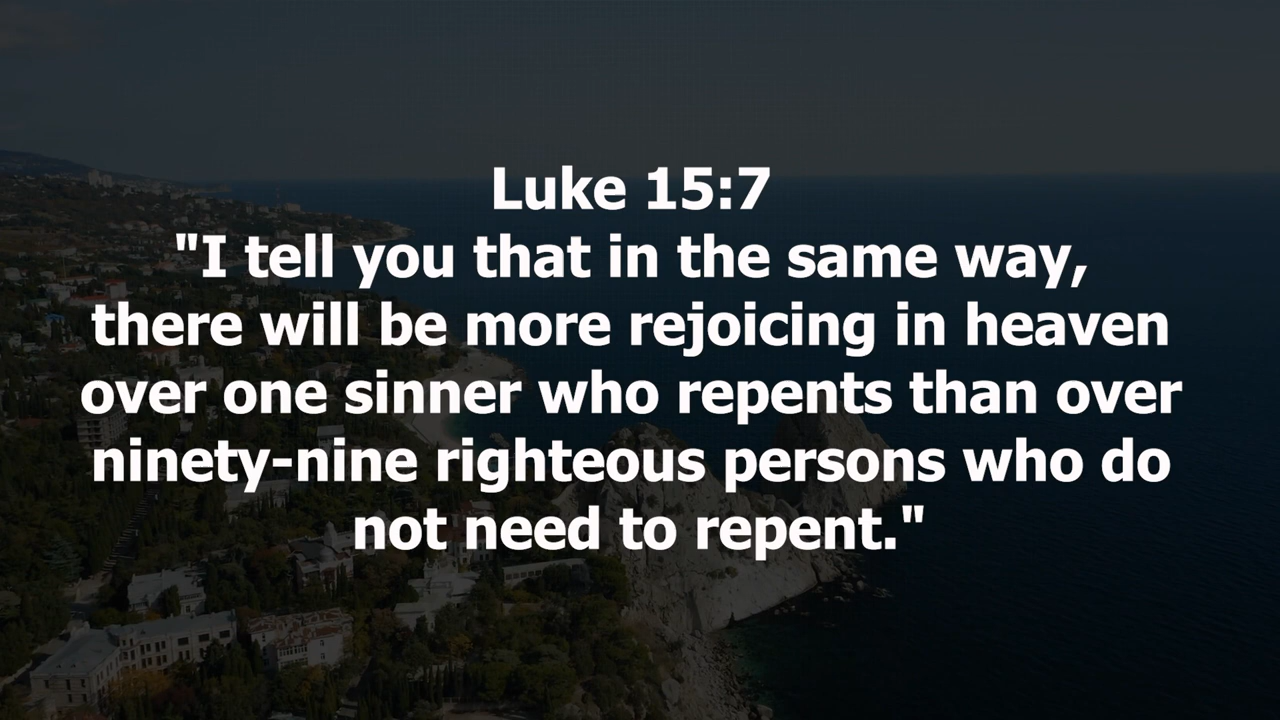 Luke 15:7
"I tell you that in the same way,
there will be more rejoicing in heaven
over one sinner who repents than over
ninety-nine righteous persons who do
not need to repent."